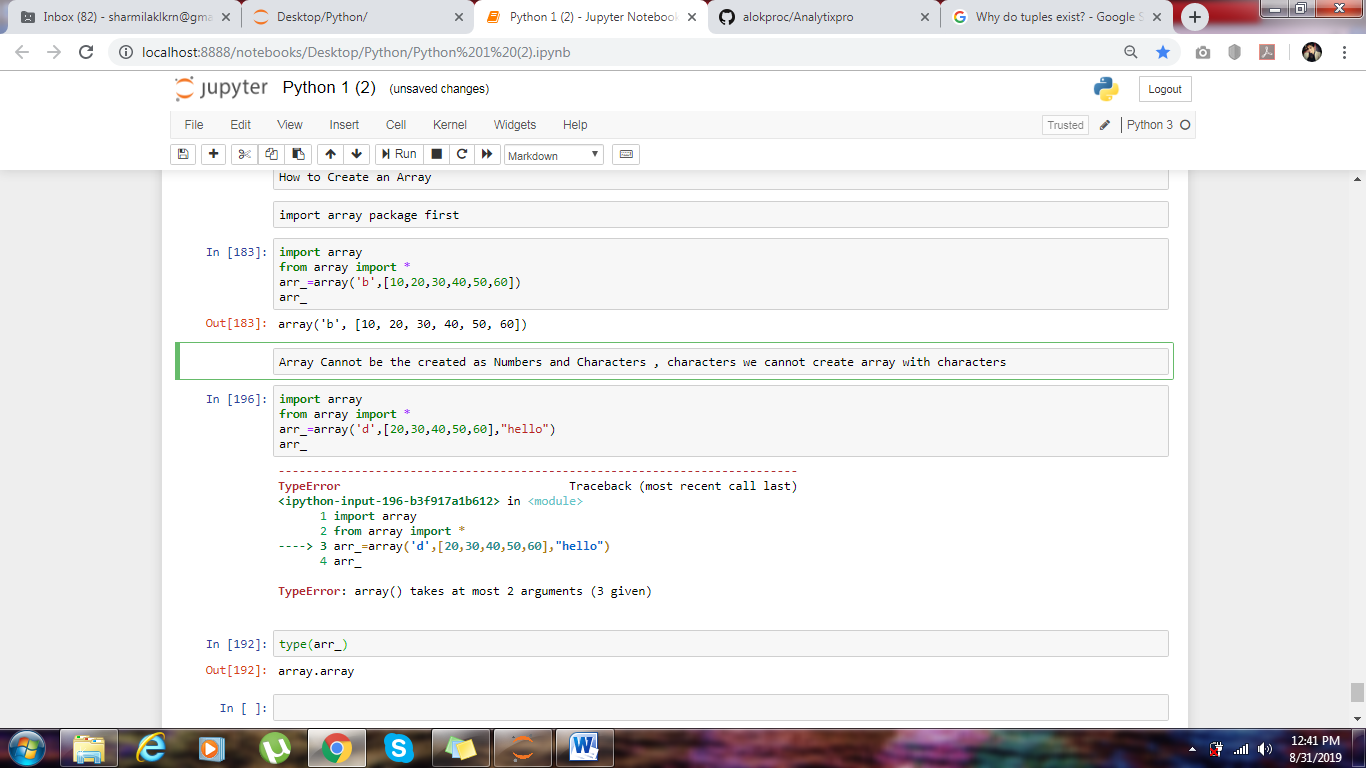 Inbox (82) - sharmilaklkrn@gma
Desktop/Python/
Python 1 (2) - Jupyter Notebook
alokproc/Analytixpro
Why do tuples exist? - Google S
localhost:8888/notebooks/Desktop/Python/Python%201%20(2).ipynb
jupyter Python 1 (2) (unsaved changes)
Logout
File Edit View Insert Cell Kernel Widgets Help
Trusted Python 3
Run Markdown
How to Create an Array
import array package first
In [183]: import array
from array import *
arr_=array('b',[10,20,30,40,50,60])
arr_
Out[183]: array('b', [10, 20, 30, 40, 50, 60])
Array Cannot be the created as Numbers and Characters , characters we cannot create array with characters
In [196]: import array
from array import *
arr_=array('d',[20,30,40,50,60],"hello")
arr_
---------------------------------------------------------------------------
TypeError Traceback (most recent call last)
<ipython-input-196-b3f917a1b612> in <module>
1 import array
2 from array import *
----> 3 arr_=array('d',[20,30,40,50,60],"hello")
4 arr_
TypeError: array() takes at most 2 arguments (3 given)
In [192]: type(arr_)
Out[192]: array.array
In [ ]:
12:41 PM
8/31/2019